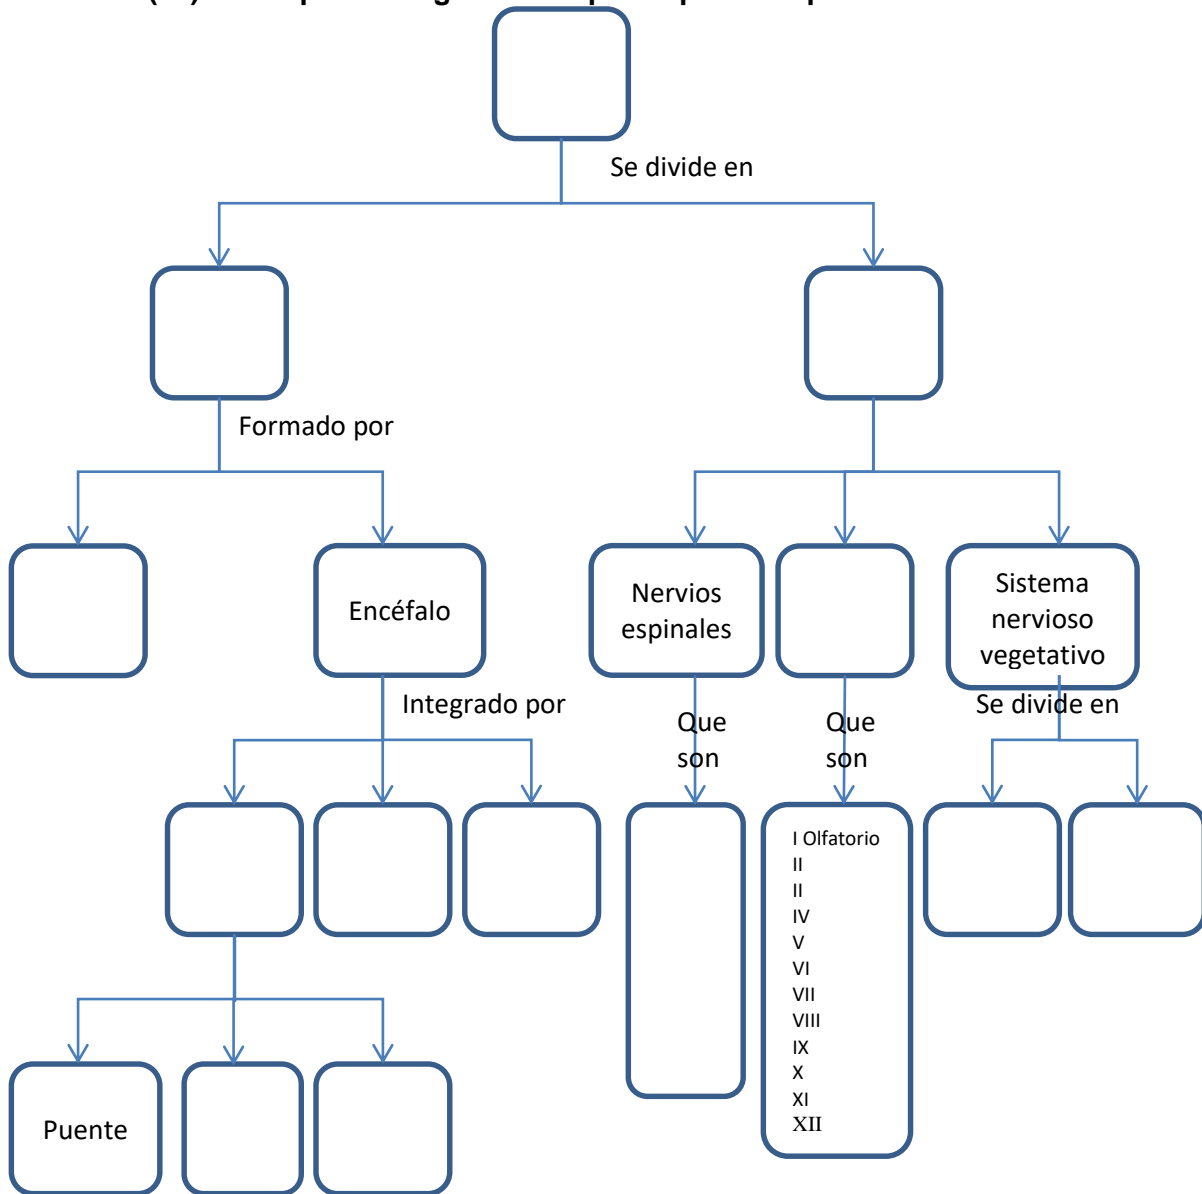 Se divide en
Formado por
Encéfalo
Nervios
espinales
Sistema
nervioso
vegetativo
Integrado por
Que
son
Que
son
Se divide en
I Olfatorio
II
II
IV
V
VI
VII
VIII
IX
X
XI
XII
Puente